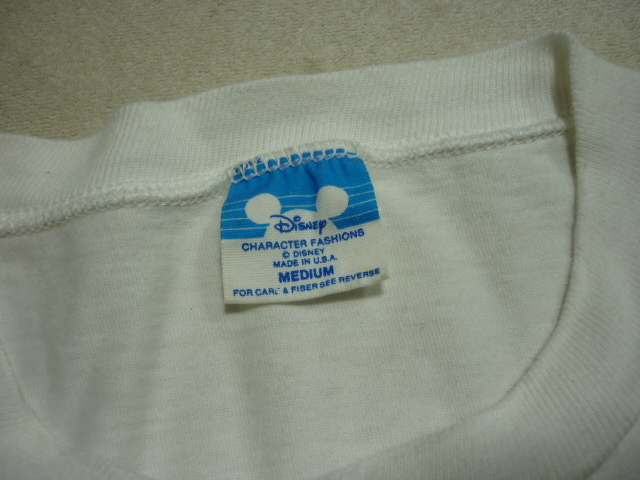 Disney
CHARACTER FASHIONS
© DISNEY
MADE IN U.S.A.
MEDIUM
FOR CARE & FIBER SEE REVERSE